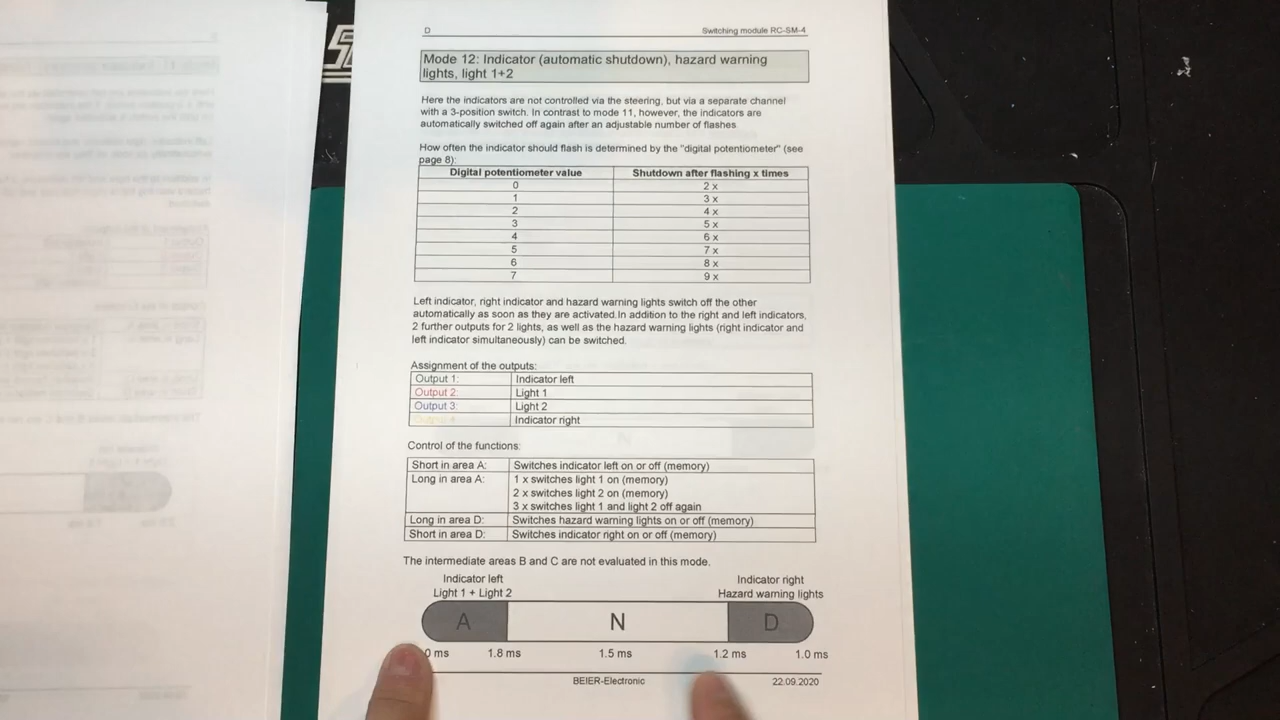 D Switching module RC-SM-4
Mode 12: Indicator (automatic shutdown), hazard warning
lights, light 1+2
Here the indicators are not controlled via the steering, but via a separate channel
with a 3-position switch. In contrast to mode 11, however, the indicators are
automatically switched off again after an adjustable number of flashes.
How often the indicator should flash is determined by the "digital potentiometer" (see
page 8):
Digital potentiometer value Shutdown after flashing x times
0 2 x
1 3 x
2 4 x
3 5 x
4 6 x
5 7 x
6 8 x
7 9 x
Left indicator, right indicator and hazard warning lights switch off the other
automatically as soon as they are activated.In addition to the right and left indicators,
2 further outputs for 2 lights, as well as the hazard warning lights (right indicator and
left indicator simultaneously) can be switched.
Assignment of the outputs:
Output 1: Indicator left
Output 2: Light 1
Output 3: Light 2
Output 4: Indicator right
Control of the functions:
Short in area A: Switches indicator left on or off (memory)
Long in area A: 1 x switches light 1 on (memory)
2 x switches light 2 on (memory)
3 x switches light 1 and light 2 off again
Long in area D: Switches hazard warning lights on or off (memory)
Short in area D: Switches indicator right on or off (memory)
The intermediate areas B and C are not evaluated in this mode.
Indicator left Indicator right
Light 1 + Light 2 Hazard warning lights
A N D
0 ms 1.8 ms 1.5 ms 1.2 ms 1.0 ms
BEIER-Electronic 22.09.2020